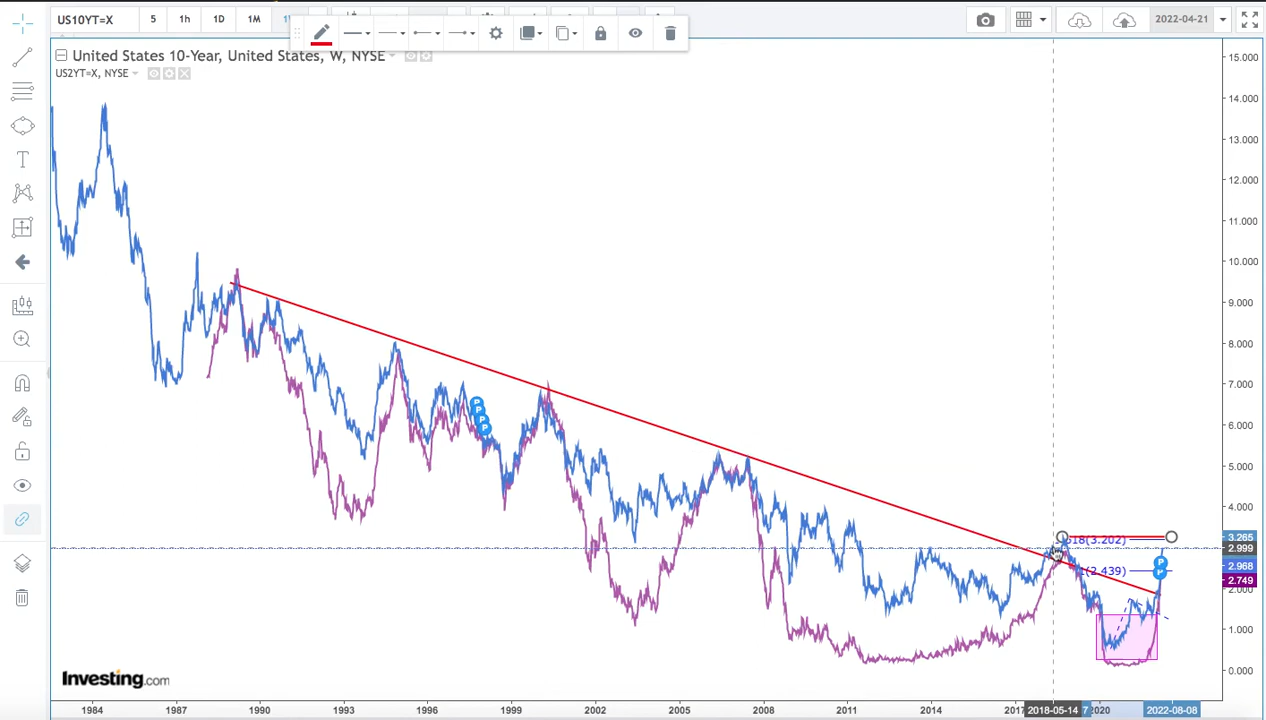 US10YT=X 5 1h 1D 1M 2022-04-21
United States 10-Year, United States, W, NYSE
US2YT=X, NYSE
15.000
14.000
13.000
12.000
11.000
10.000
9.000
8.000
7.000
6.000
5.000
4.000
3.265
2.999
2.968
2.749
2.000
1.000
0.000
618(3.202)
(2.439)
P
P
P
P
P
P
Investing.com
1984 1987 1990 1993 1996 1999 2002 2005 2008 2011 2014 2017 2018-05-14 7 2020 2022-08-08